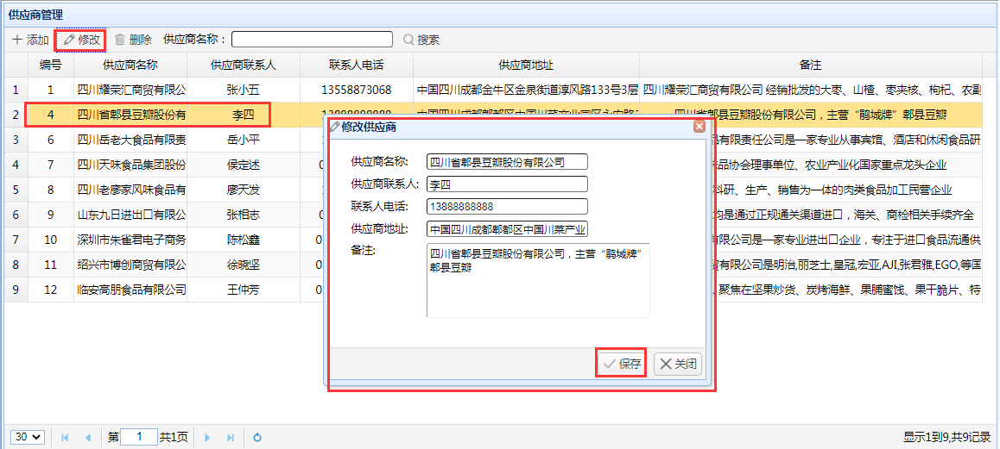 供应商管理
添加 修改 删除 供应商名称： 搜索
编号 供应商名称 供应商联系人 联系人电话 供应商地址 备注
1 1 四川耀荣汇商贸有限公 张小五 13558873068 中国四川成都金牛区金泉街道淳风路133号3层 四川耀荣汇商贸有限公司 经销批发的大枣、山楂、枣夹核、枸杞、农副
2 4 四川省郫县豆瓣股份有 李四 四川省郫县豆瓣股份有限公司，主营“鹃城牌”郫县豆瓣
3 6 四川岳老大食品有限责 岳小平 品有限责任公司是一家专业从事宾馆、酒店和休闲食品研
4 7 四川天味食品集团股份 侯定述 0 品协会理事单位、农业产业化国家重点龙头企业
5 8 四川老廖家风味食品有 廖天发 科研、生产、销售为一体的肉类食品加工民营企业
6 9 山东九日进出口有限公 张相志 0 均是通过正规通关渠道进口，海关、商检相关手续齐全
7 10 深圳市朱雀君电子商务 陈松鑫 0 有限公司是一家专业进出口企业，专注于进口食品流通供
8 11 绍兴市博创商贸有限公 徐晓坚 0 贸有限公司是明治,丽芝士,皇冠,宏亚,AJI,张君雅,EGO,等国
9 12 临安高朋食品有限公司 王仲芳 0 ，聚焦在坚果炒货、炭烤海鲜、果脯蜜饯、果干脆片、特
修改供应商
供应商名称: 四川省郫县豆瓣股份有限公司
供应商联系人: 李四
联系人电话: 13888888888
供应商地址: 中国四川成都郫都区中国川菜产业
备注: 四川省郫县豆瓣股份有限公司，主营“鹃城牌”
郫县豆瓣
保存 关闭
30 第 1 共1页 显示1到9,共9记录